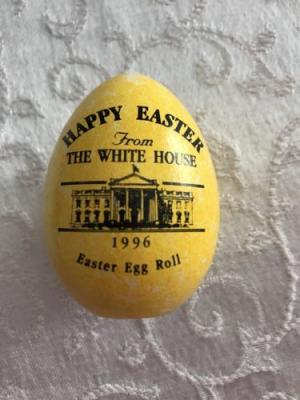 HAPPY EASTER
From
THE WHITE HOUSE
1996
Easter Egg Roll